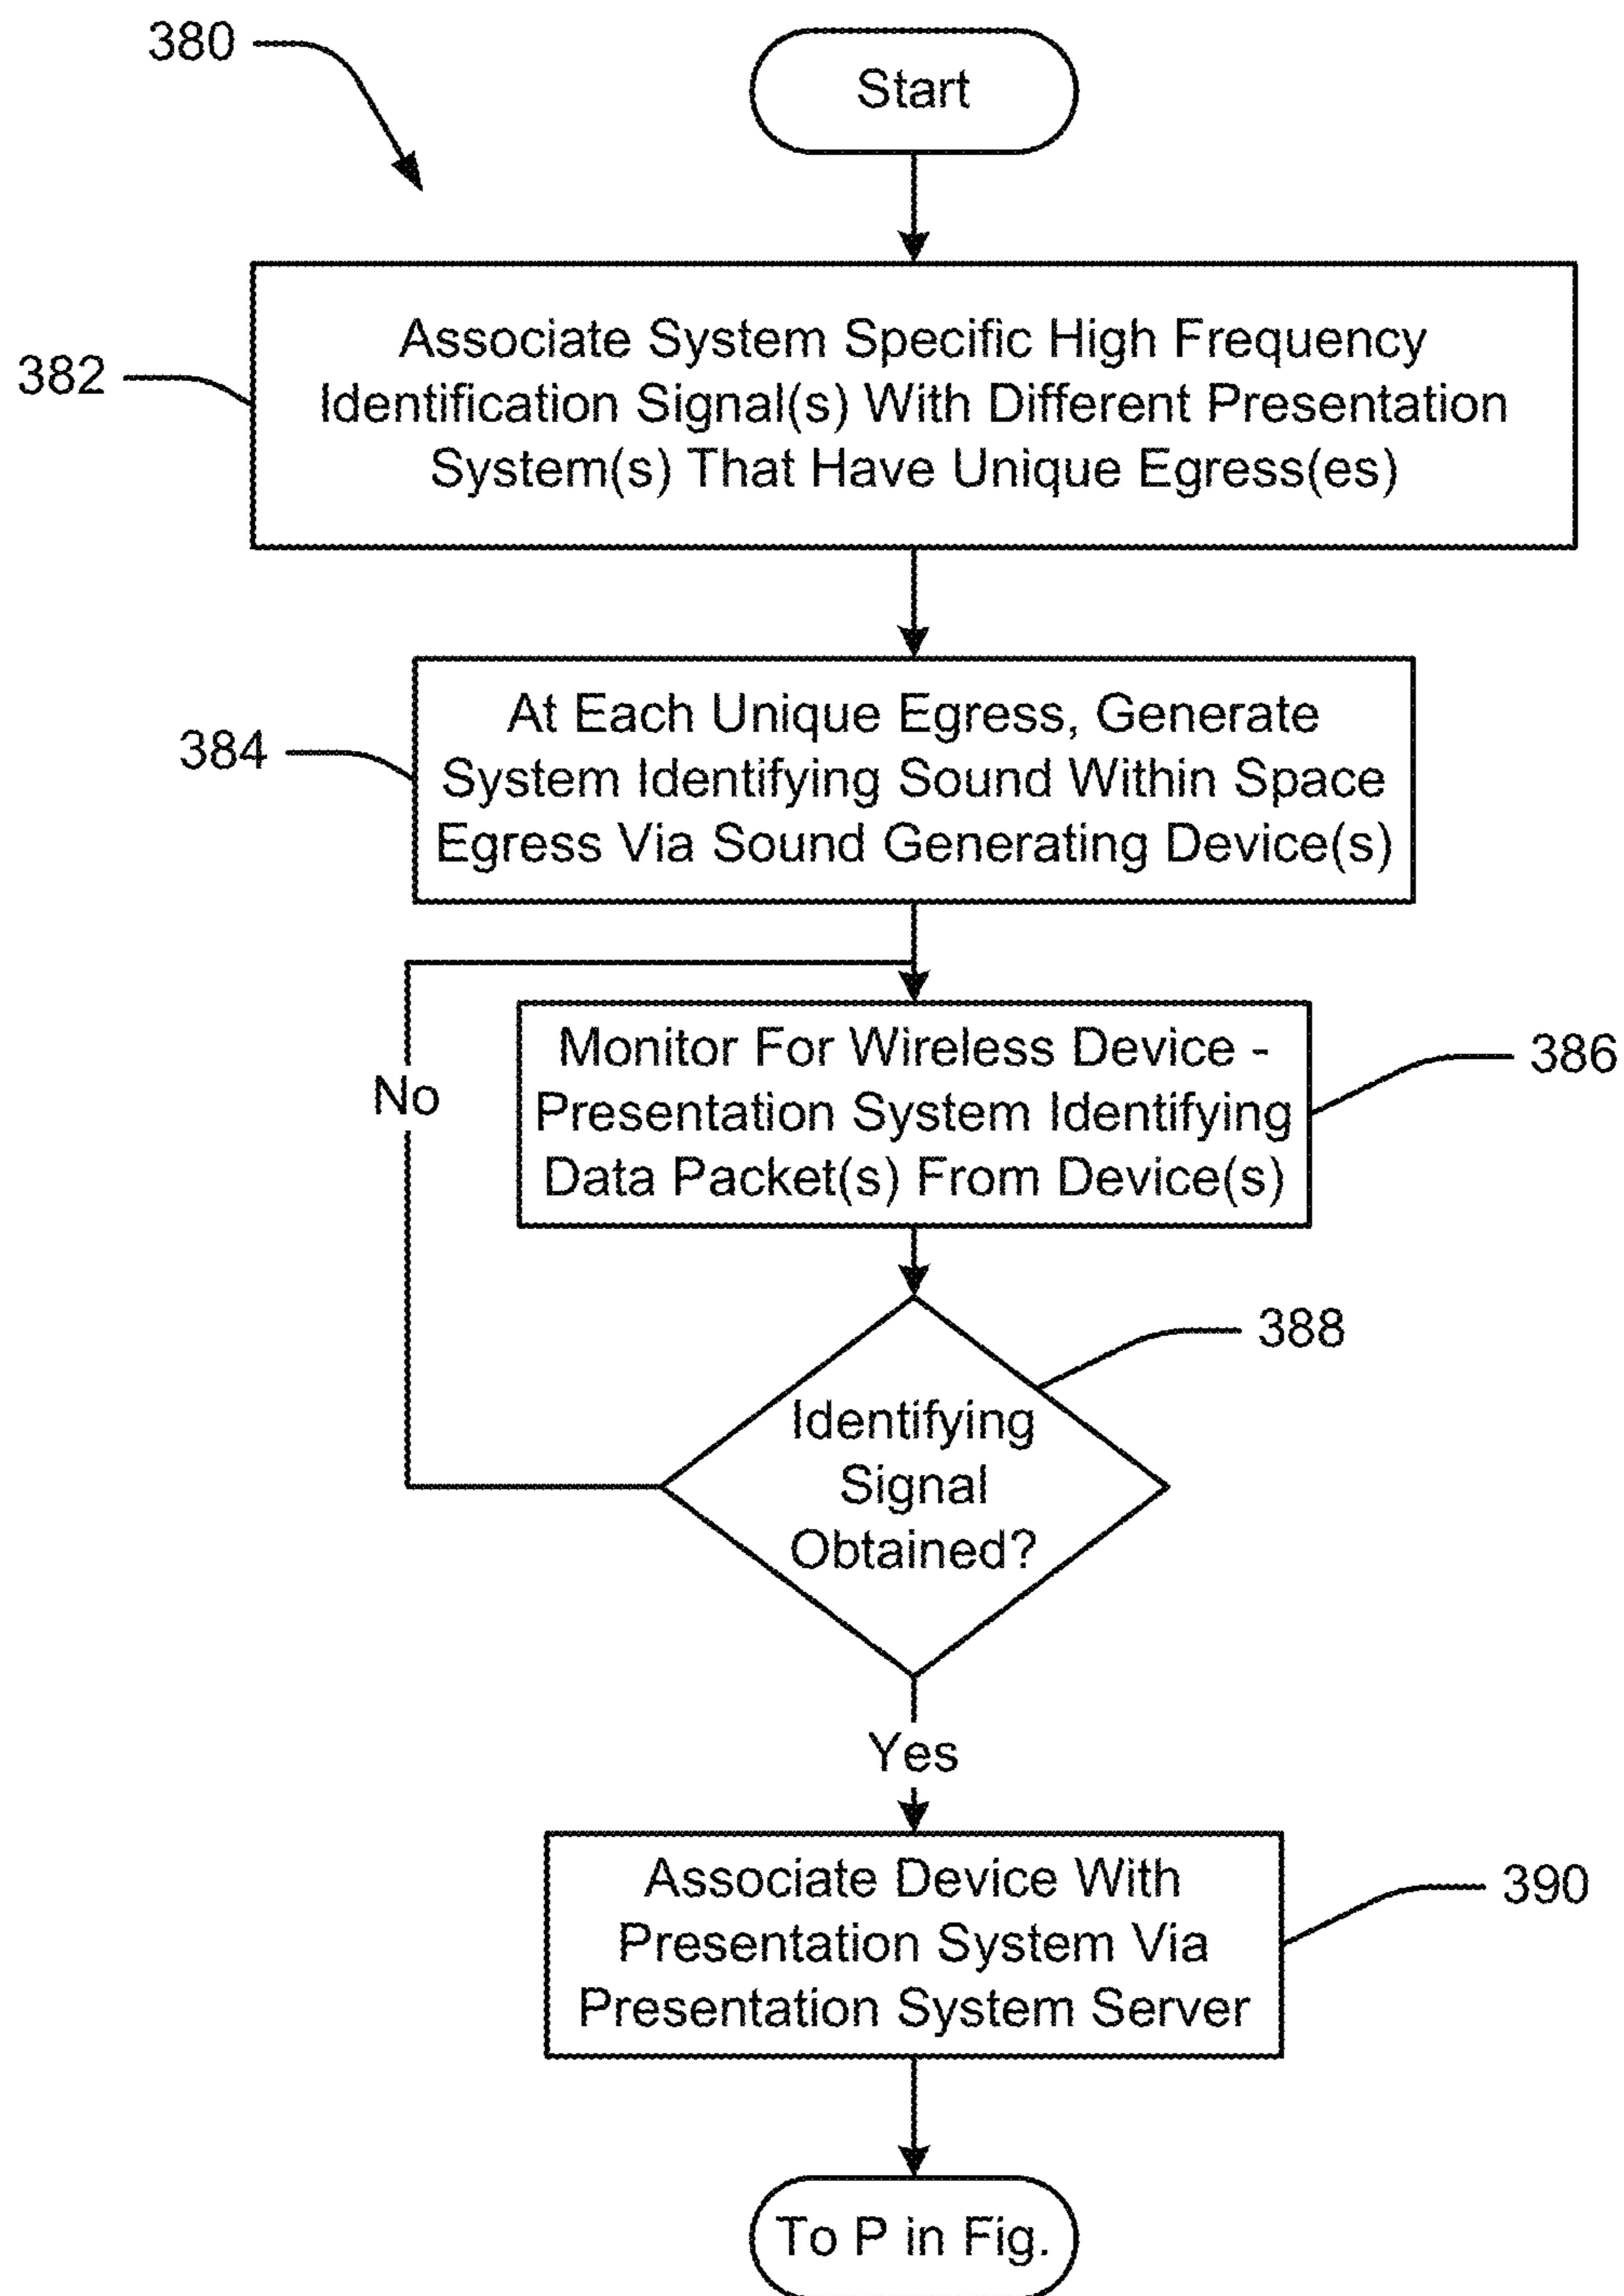 380
Start
382
Associate System Specific High Frequency
Identification Signal(s) With Different Presentation
System(s) That Have Unique Egress(es)
384
At Each Unique Egress, Generate
System Identifying Sound Within Space
Egress Via Sound Generating Device(s)
No
Monitor For Wireless Device -
Presentation System Identifying
Data Packet(s) From Device(s)
386
388
Identifying
Signal
Obtained?
Yes
Associate Device With
Presentation System Via
Presentation System Server
390
To P in Fig.